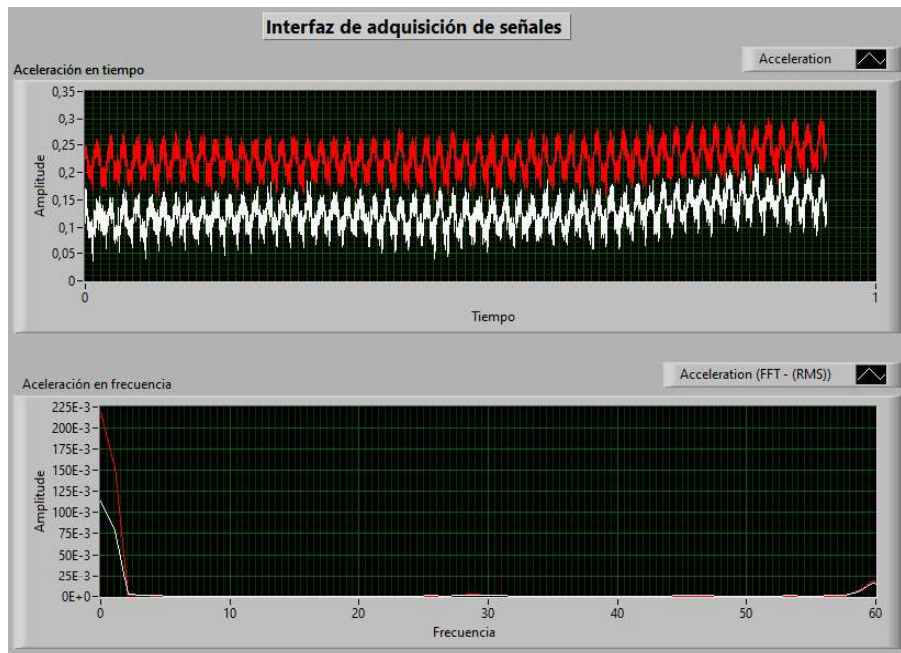 Interfaz de adquisición de señales
Acceleration
Aceleración en tiempo
0,35
0,3
0,25
0,2
0,15
0,1
0,05
0
Amplitude
0 1
Tiempo
Acceleration (FFT - (RMS))
Aceleración en frecuencia
225E-3
200E-3
175E-3
150E-3
125E-3
100E-3
75E-3
50E-3
25E-3
0E+0
Amplitude
0 10 20 30 40 50 60
Frecuencia